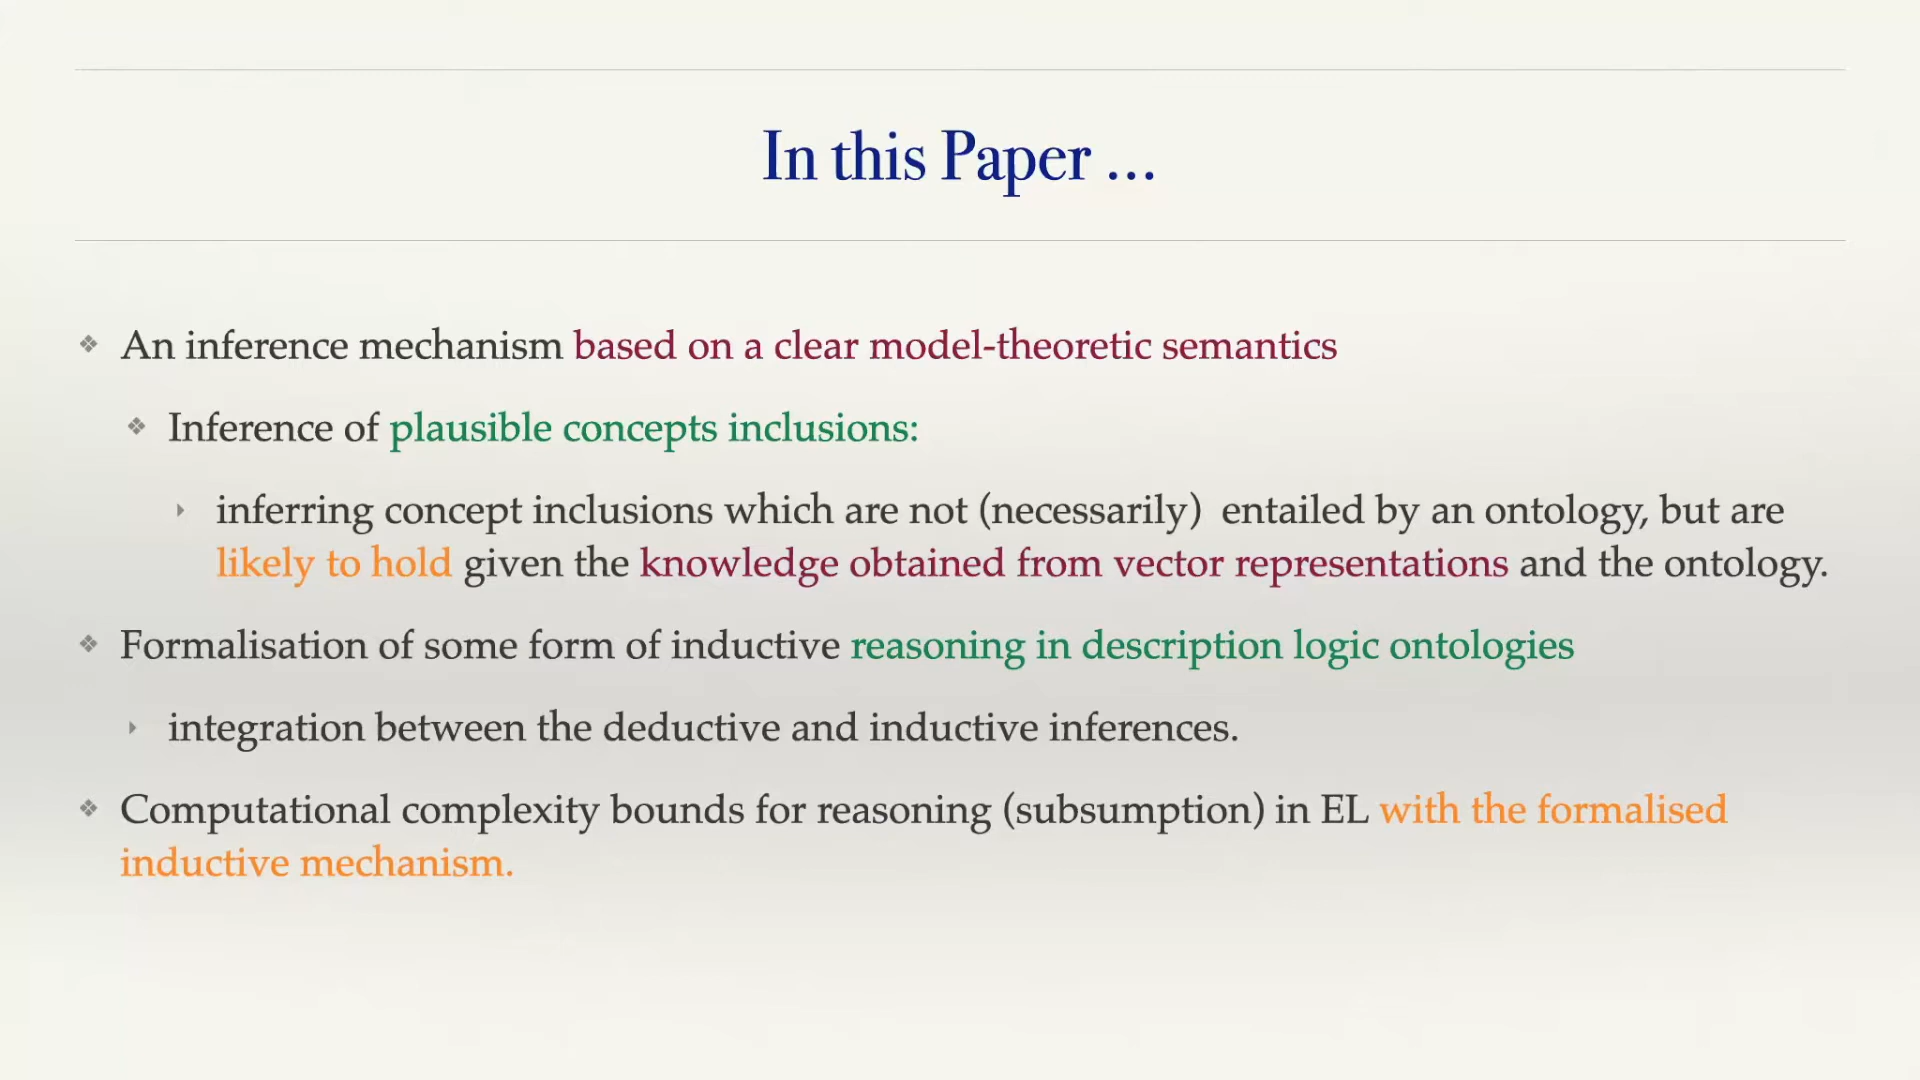 In this Paper ...
An inference mechanism based on a clear model-theoretic semantics
Inference of plausible concepts inclusions:
inferring concept inclusions which are not (necessarily) entailed by an ontology, but are
likely to hold given the knowledge obtained from vector representations and the ontology.
Formalisation of some form of inductive reasoning in description logic ontologies
integration between the deductive and inductive inferences.
Computational complexity bounds for reasoning (subsumption) in EL with the formalised
inductive mechanism.